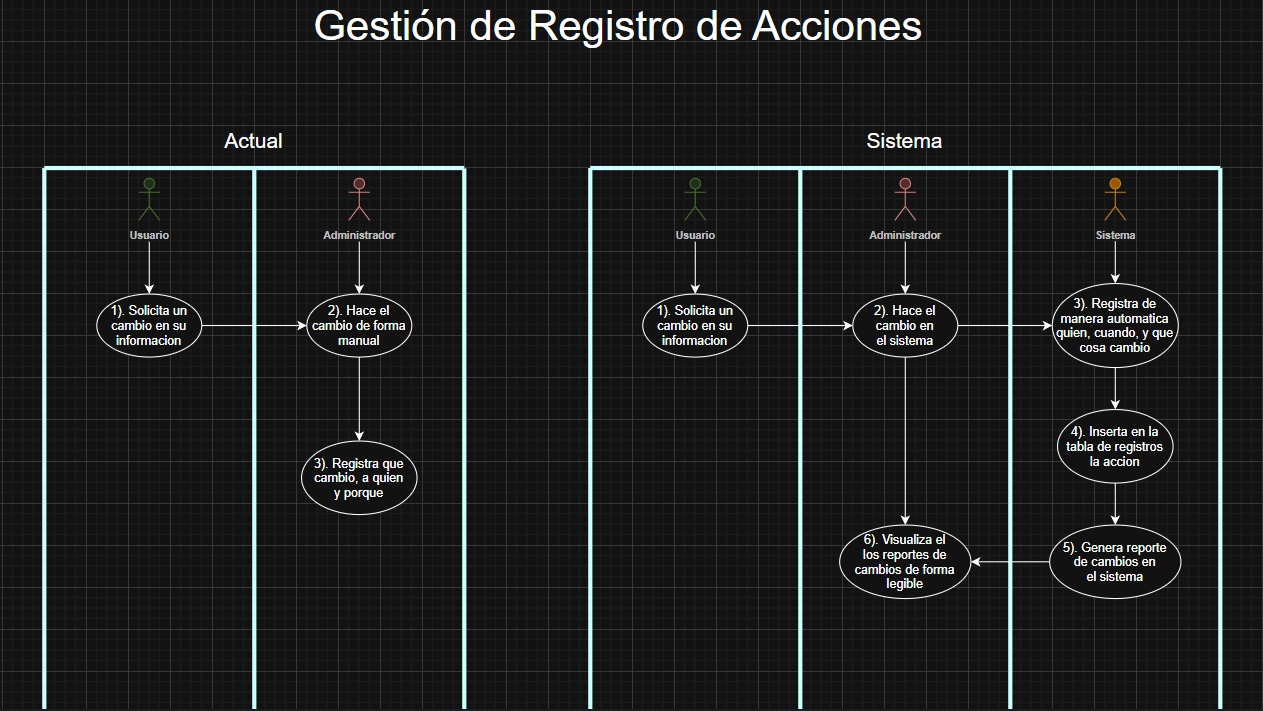 Gestión de Registro de Acciones
Actual
Usuario
Administrador
1). Solicita un
cambio en su
informacion
2). Hace el
cambio de forma
manual
3). Registra que
cambio, a quien
y porque
Sistema
Usuario
Administrador
Sistema
1). Solicita un
cambio en su
informacion
2). Hace el
cambio en
el sistema
3). Registra de
manera automatica
quien, cuando, y que
cosa cambio
4). Inserta en la
tabla de registros
la accion
5). Genera reporte
de cambios en
el sistema
6). Visualiza el
los reportes de
cambios de forma
legible